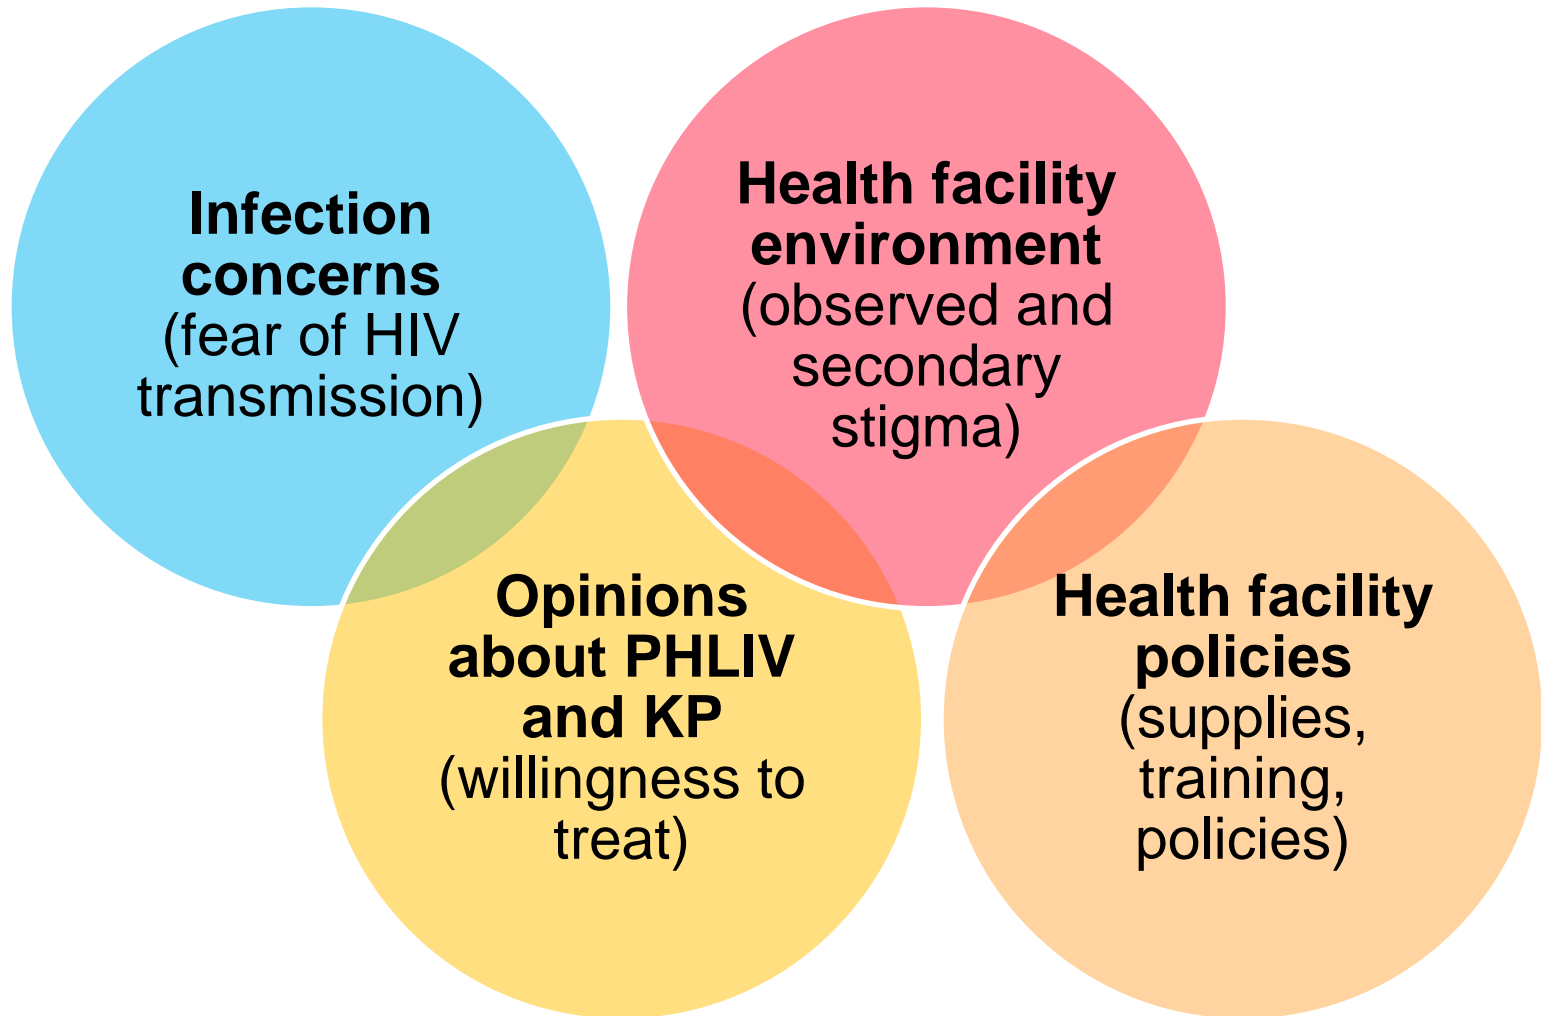 Infection
concerns
(fear of HIV
transmission)
Health facility
environment
(observed and
secondary
stigma)
Opinions
about PHLIV
and KP
(willingness to
treat)
Health facility
policies
(supplies,
training,
policies)